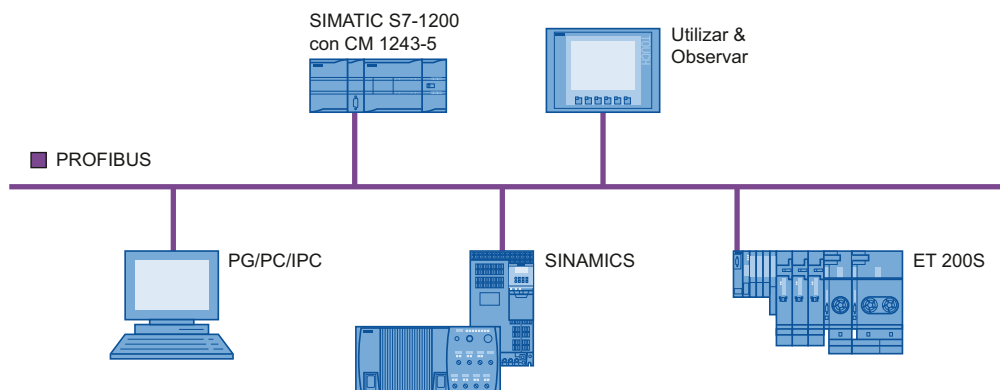 SIMATIC S7-1200
con CM 1243-5
Utilizar &
Observar
PROFIBUS
PG/PC/IPC
SINAMICS
ET 200S